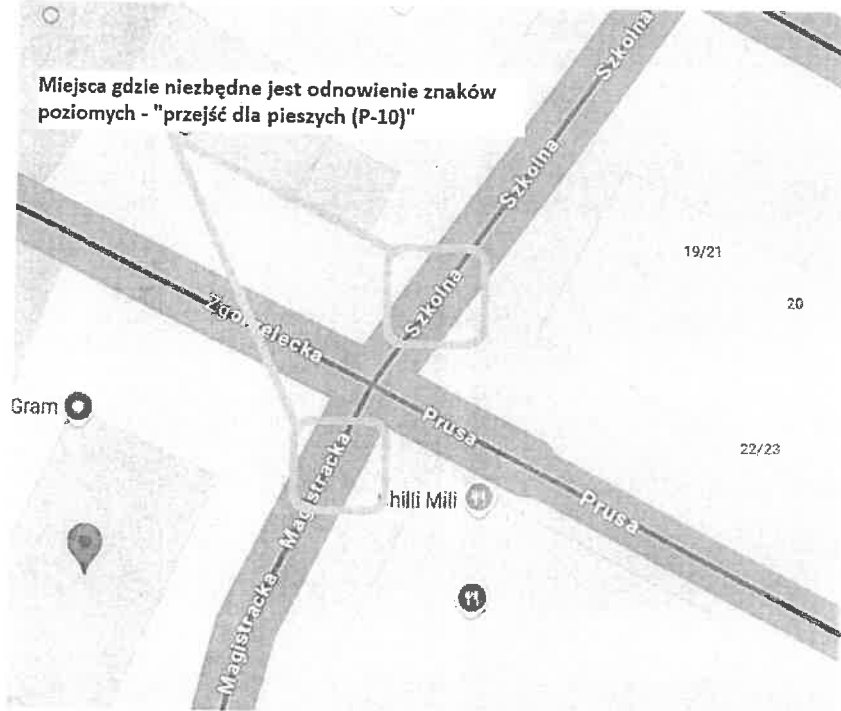 Miejsca gdzie niezbędne jest odnowienie znaków
poziomych - "przejść dla pieszych (P-10)"
Szkolna
Szkolna
Szkolna
19/21
20
Zgorzelecka
Gram
Prusa
22/23
Magistracka
hilli Mili
Prusa
Magistracka